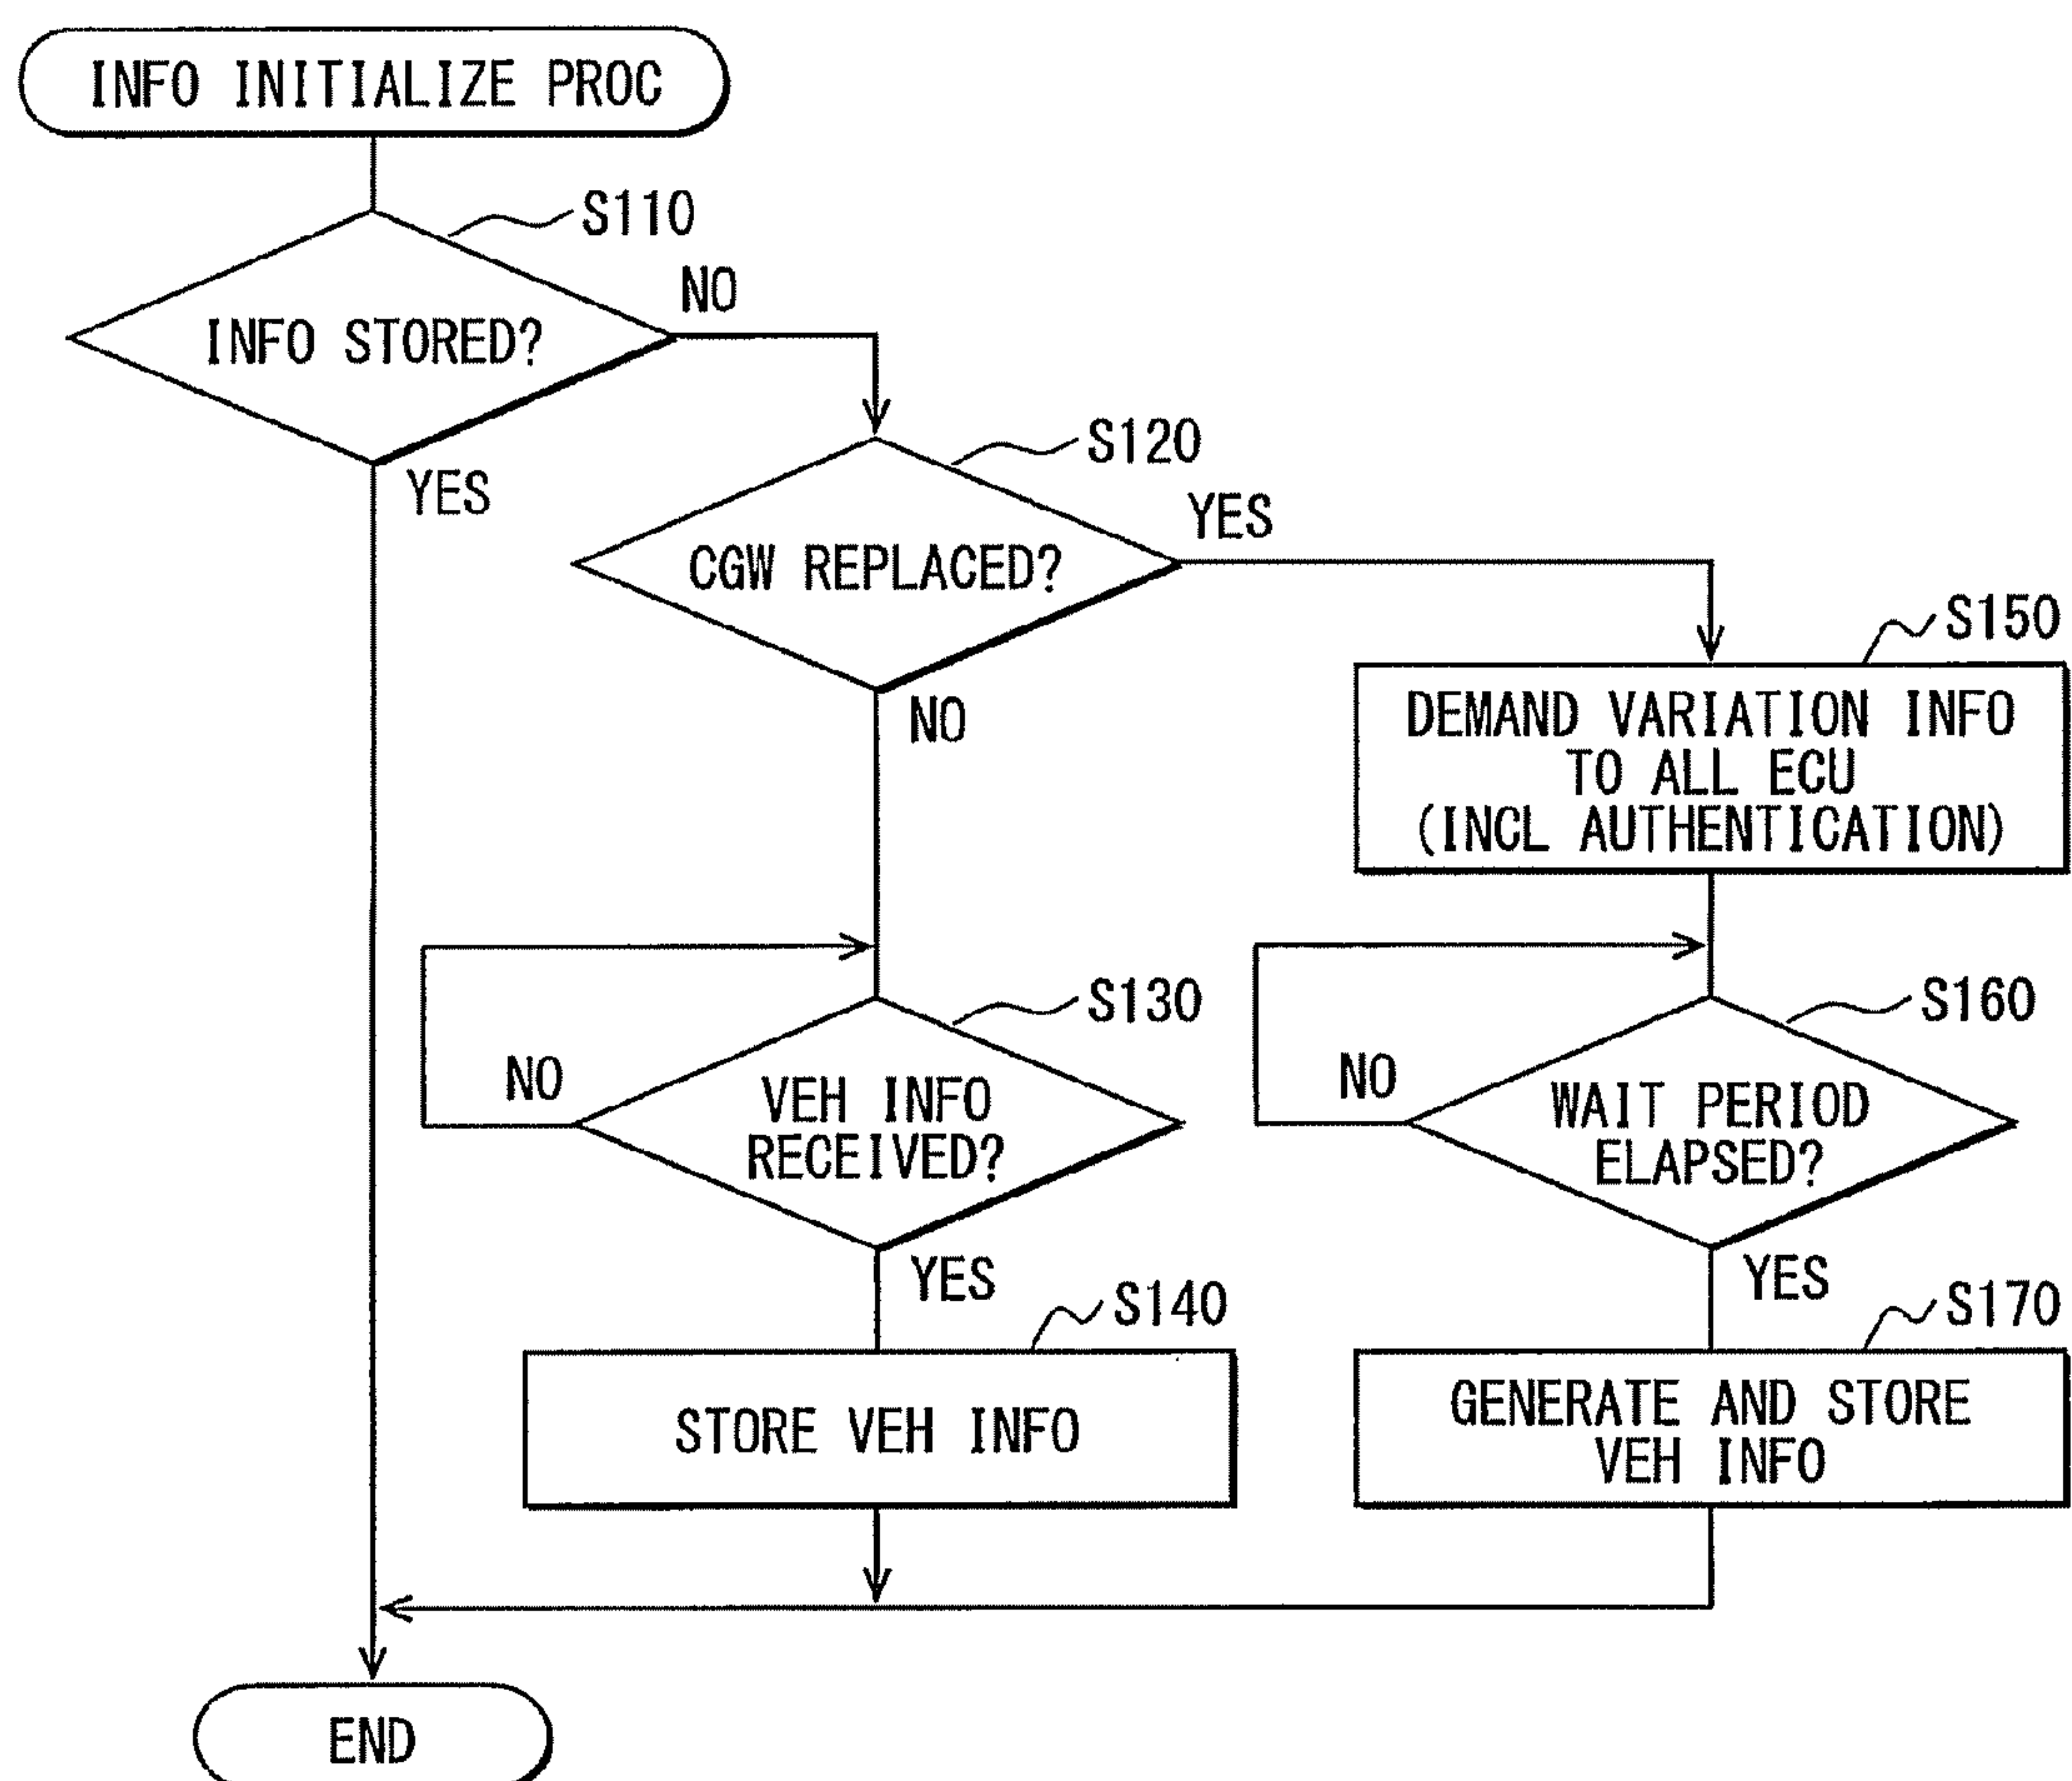 INFO INITIALIZE PROC
S110
NO
INFO STORED?
YES
S120
YES
CGW REPLACED?
NO
S150
DEMAND VARIATION INFO
TO ALL ECU
(INCL AUTHENTICATION)
S130
NO
VEH INFO
RECEIVED?
YES
S160
NO
WAIT PERIOD
ELAPSED?
YES
S140
STORE VEH INFO
S170
GENERATE AND STORE
VEH INFO
END